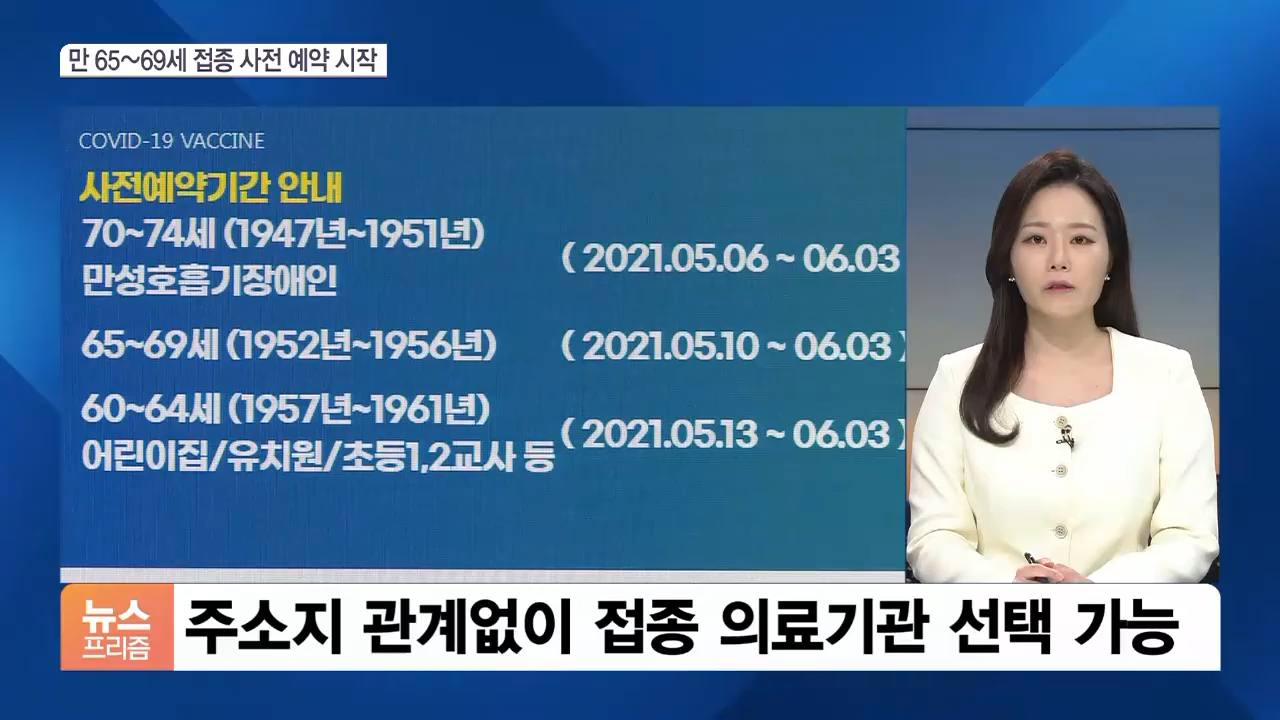 만 65~69세 접종 사전 예약 시작
COVID-19 VACCINE
사전예약기간 안내
70~74세 (1947년~1951년)
만성호흡기장애인
( 2021.05.06 ~ 06.03
65~69세 (1952년~1956년)
( 2021.05.10 ~ 06.03 )
60~64세 (1957년~1961년)
어린이집/유치원/초등1,2교사 등
( 2021.05.13 ~ 06.03 )
뉴스
프리즘
주소지 관계없이 접종 의료기관 선택 가능